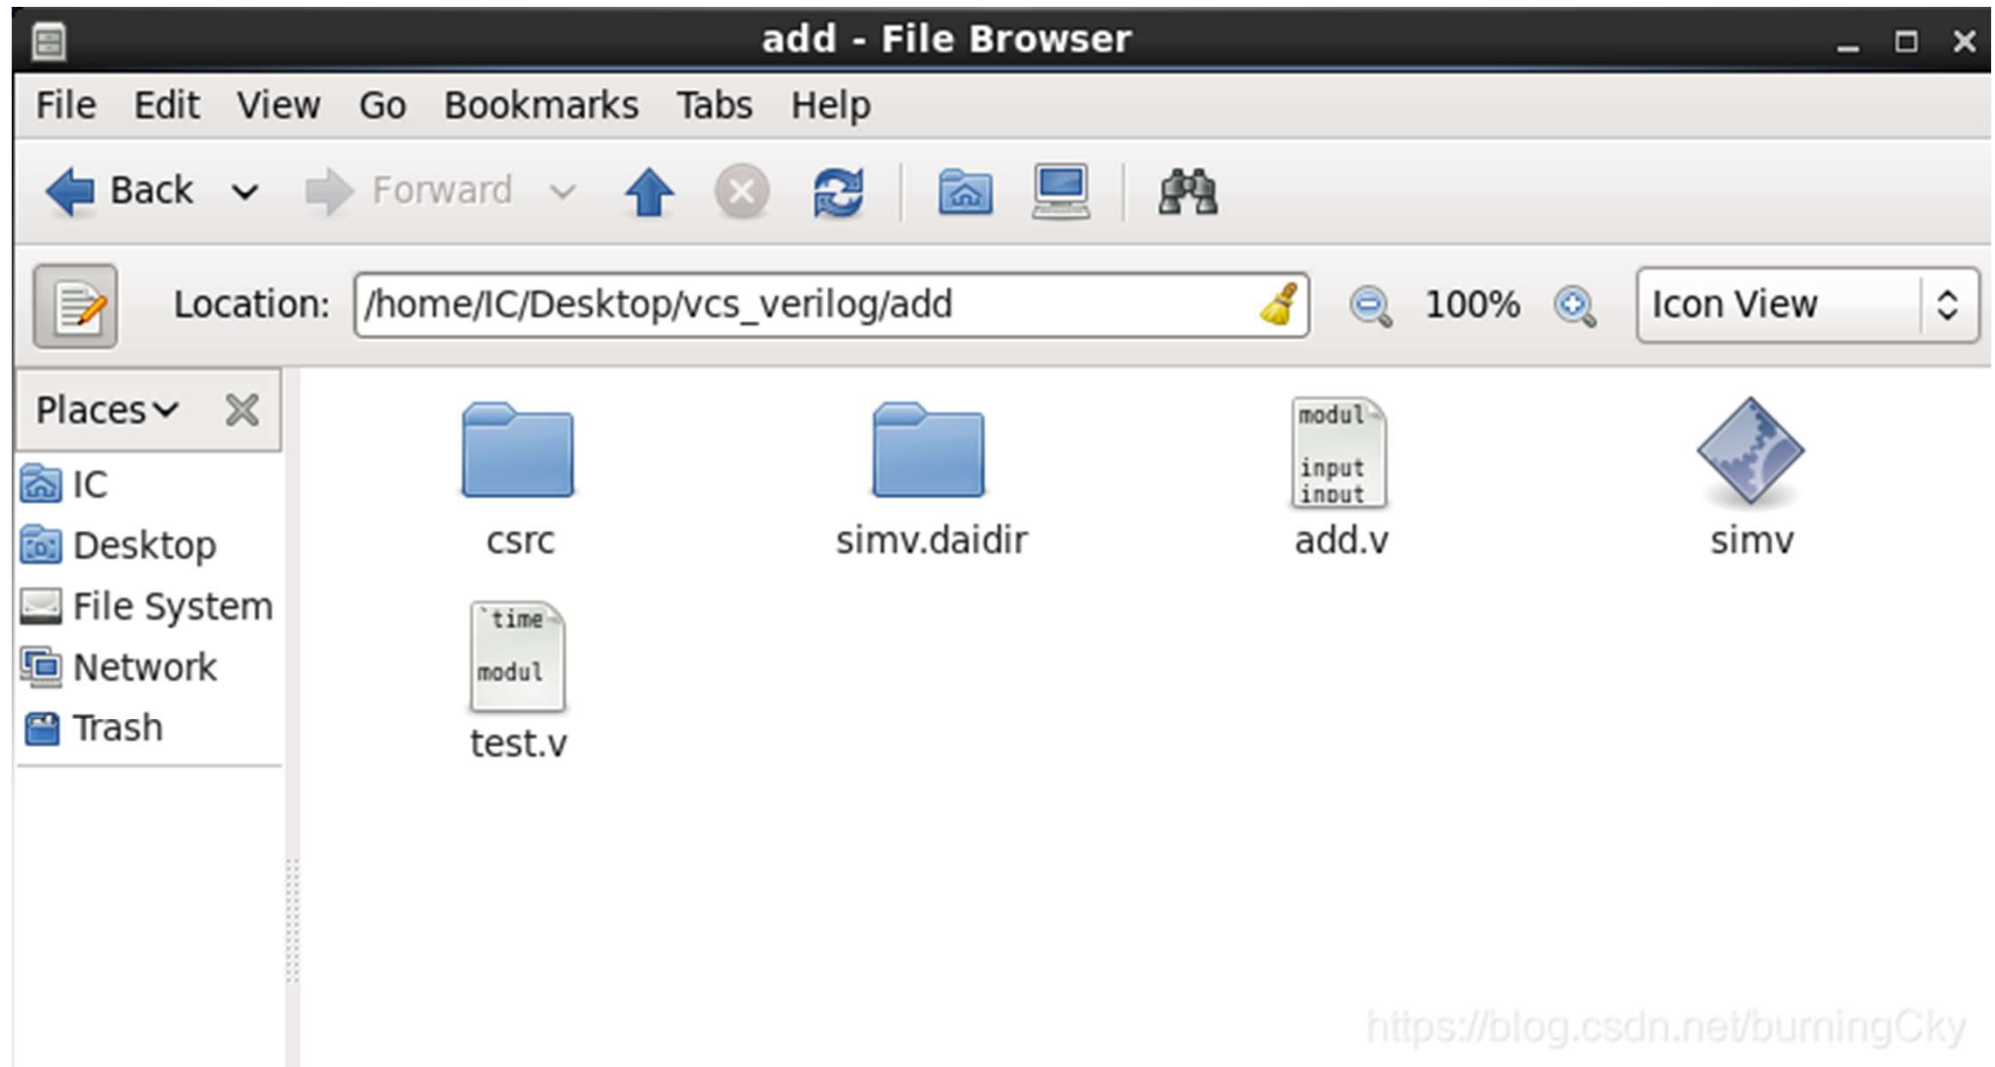 add - File Browser
File Edit View Go Bookmarks Tabs Help
Back Forward
Location: /home/IC/Desktop/vcs_verilog/add 100% Icon View
Places
IC
Desktop
File System
Network
Trash
modul
input
input
csrc simv.daidir add.v simv
`time
modul
test.v
https://blog.csdn.net/burningCky